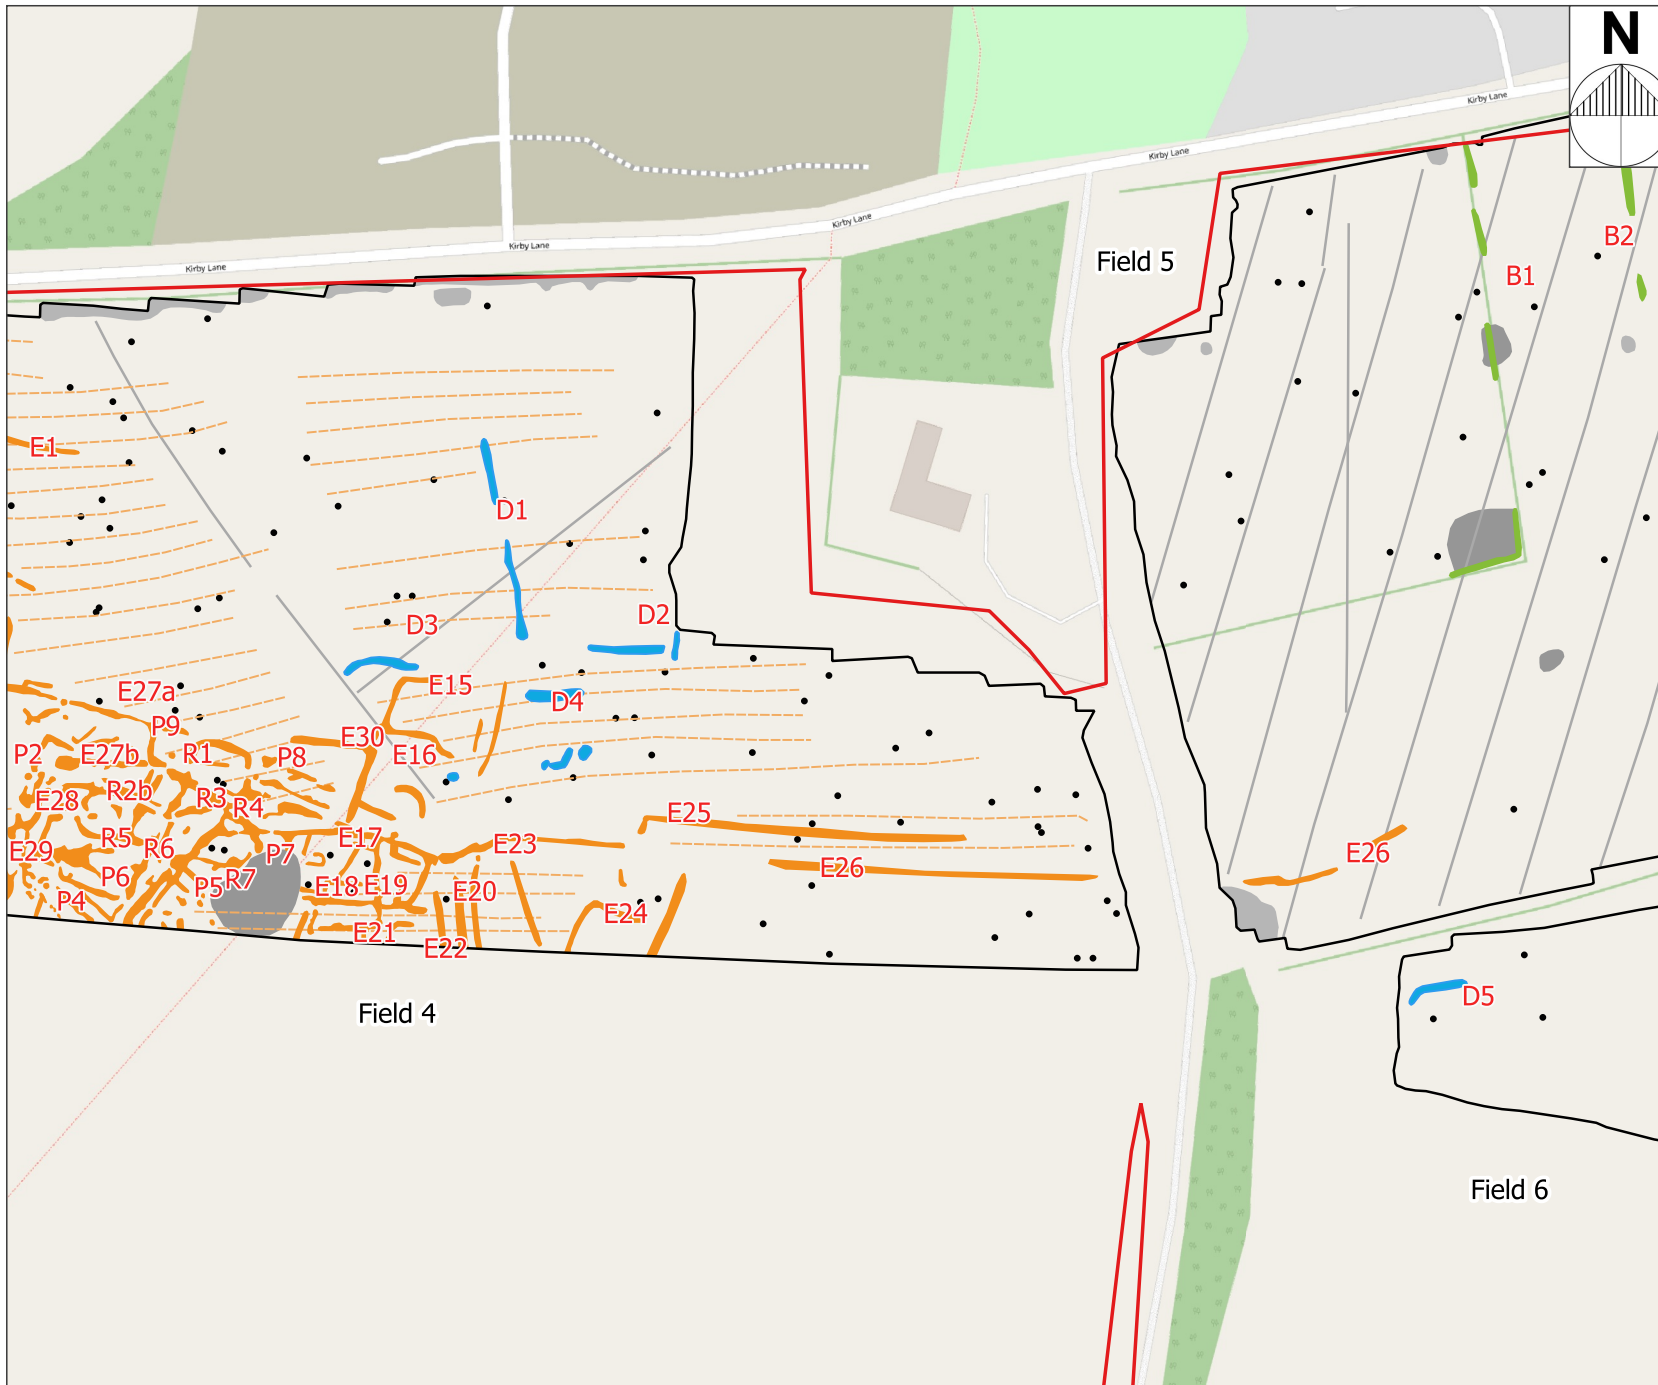 N
Kirby Lane
Kirby Lane
Kirby Lane
Kirby Lane
Kirby Lane
Field 5
B2
B1
E1
D1
D2
D3
E15
E27a
D4
P9
E30
P2
E27b
R1
P8
E16
R2b
E28
R3
R4
E25
R5
E17
E23
E29
R6
P7
E26
E26
P6
P5
R7
E18
E19
E20
P4
E24
E21
E22
D5
Field 4
Field 6